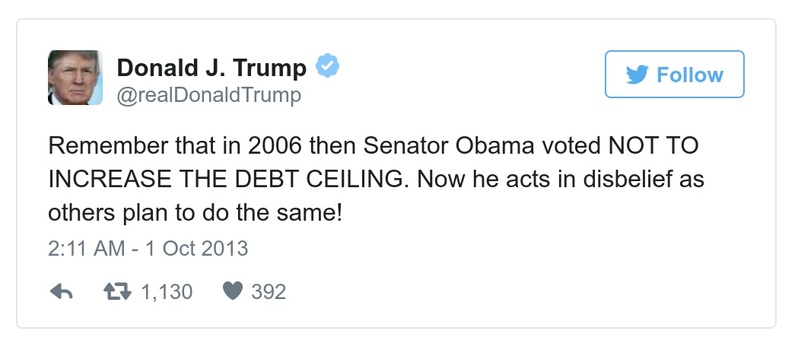 Donald J. Trump
@realDonaldTrump
Follow
Remember that in 2006 then Senator Obama voted NOT TO
INCREASE THE DEBT CEILING. Now he acts in disbelief as
others plan to do the same!
2:11 AM - 1 Oct 2013
1,130 392